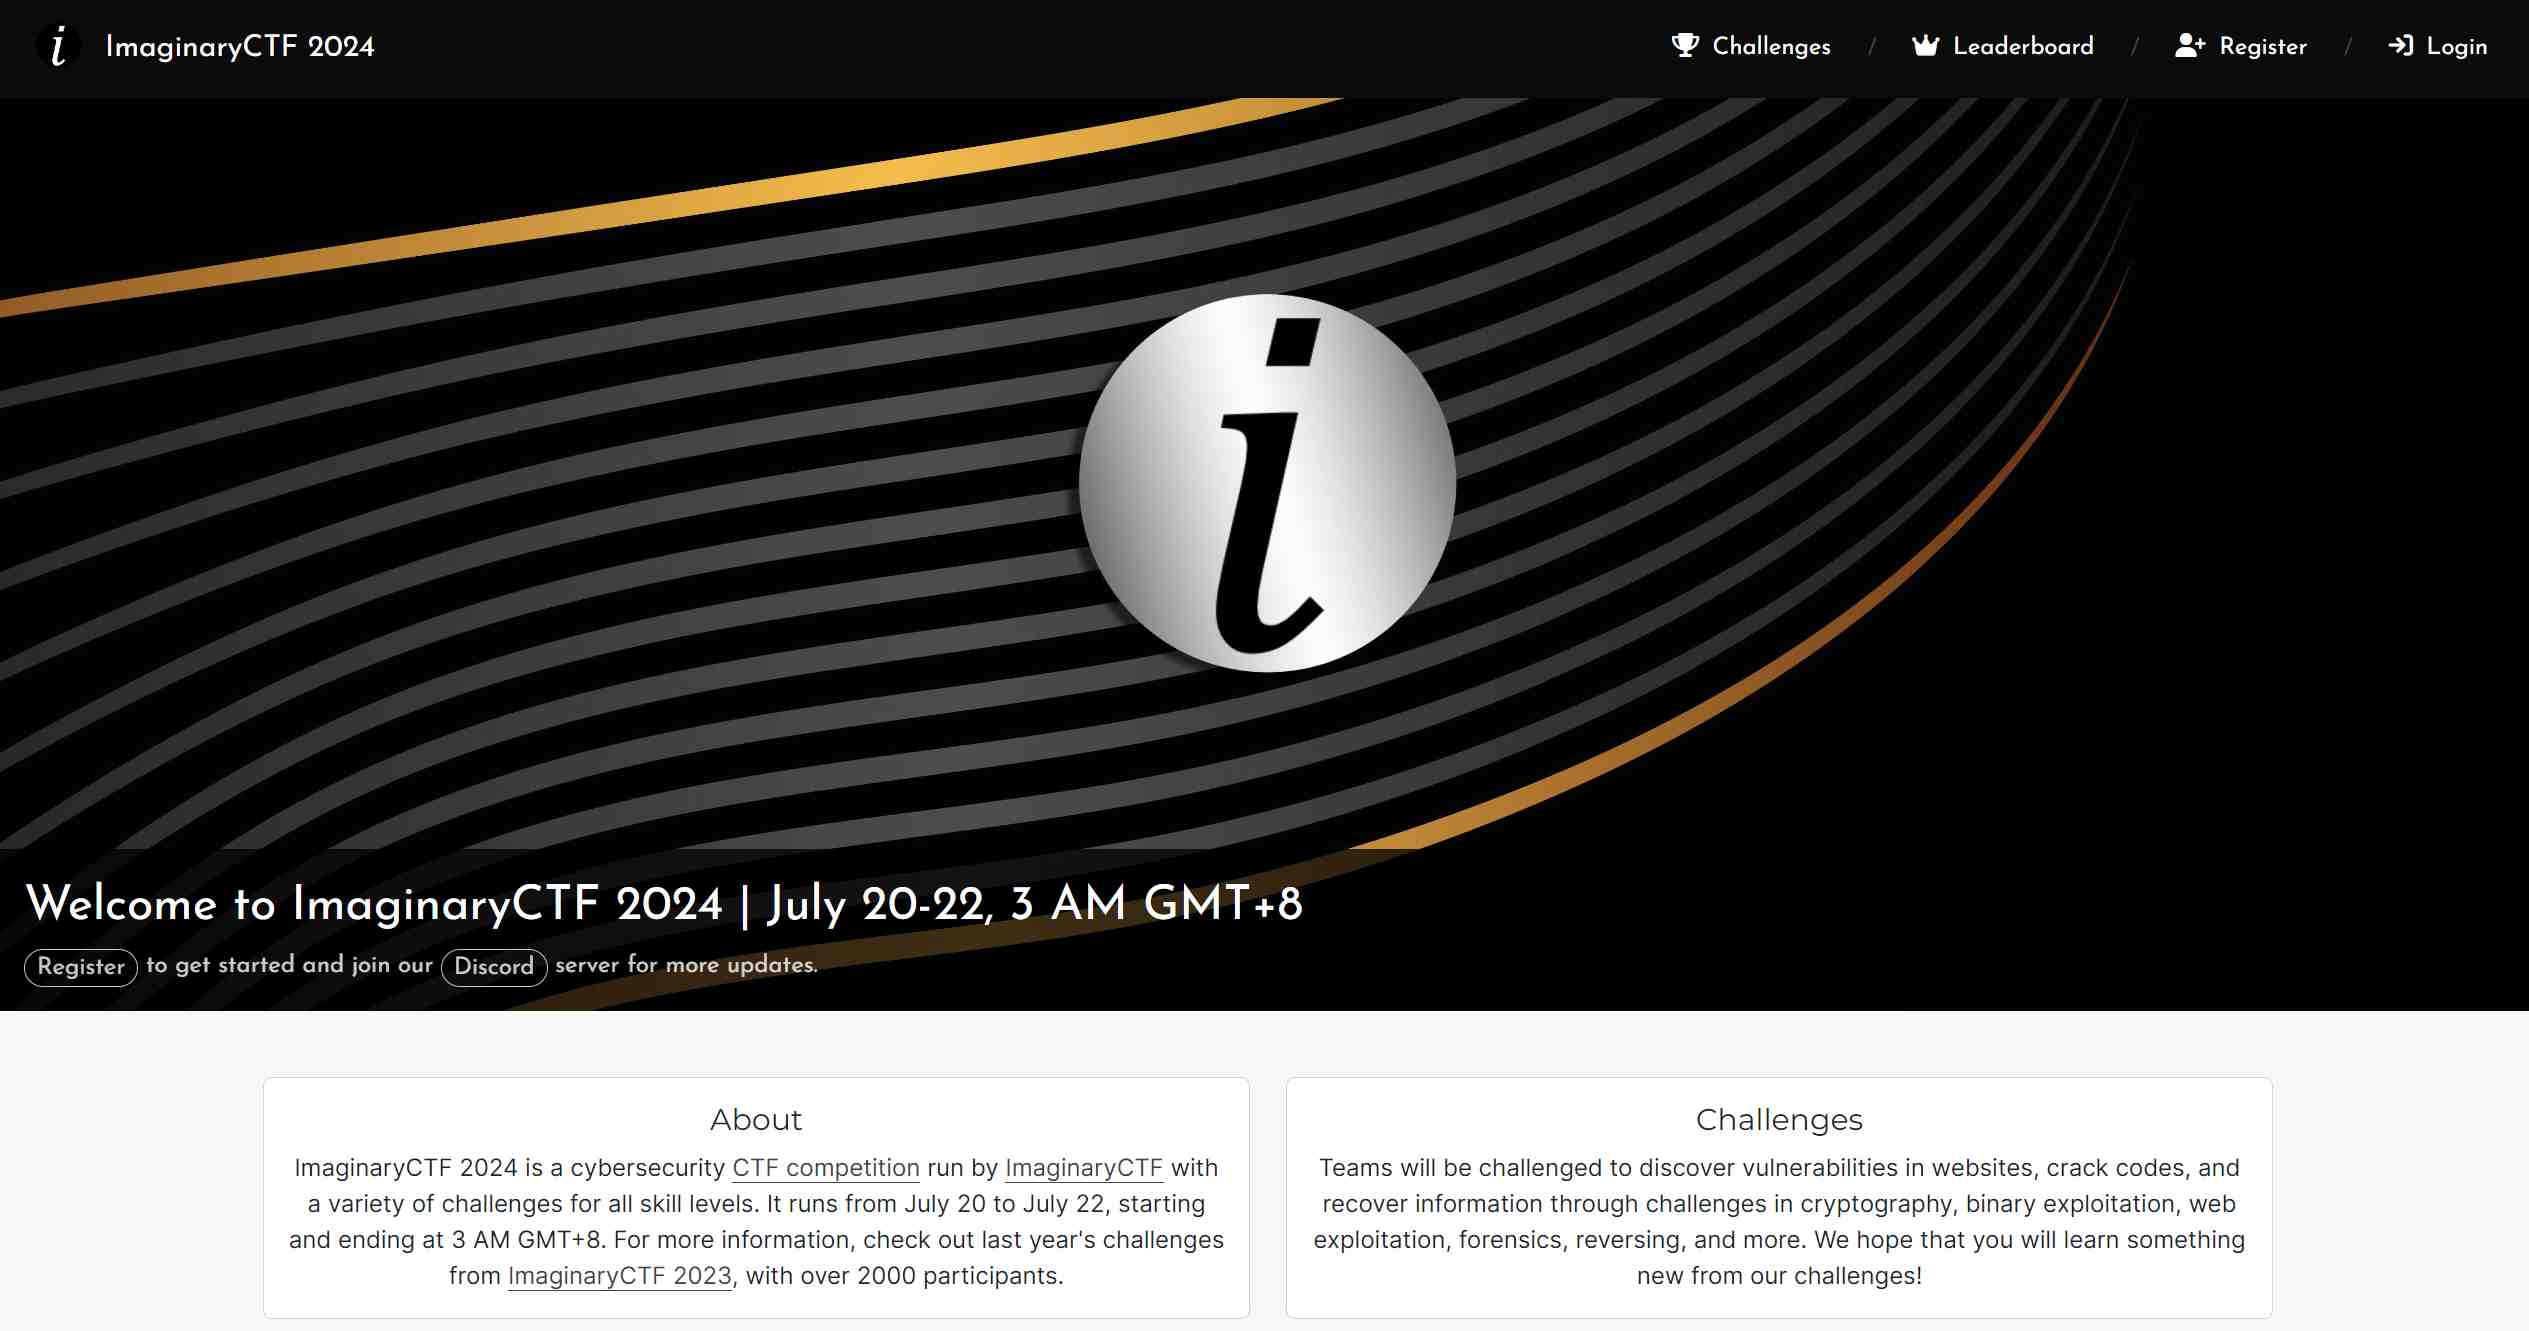 i ImaginaryCTF 2024 Challenges / Leaderboard / Register / Login
i
Welcome to ImaginaryCTF 2024 | July 20-22, 3 AM GMT+8
Register to get started and join our Discord server for more updates.
About
ImaginaryCTF 2024 is a cybersecurity CTF competition run by ImaginaryCTF with
a variety of challenges for all skill levels. It runs from July 20 to July 22, starting
and ending at 3 AM GMT+8. For more information, check out last year's challenges
from ImaginaryCTF 2023, with over 2000 participants.
Challenges
Teams will be challenged to discover vulnerabilities in websites, crack codes, and
recover information through challenges in cryptography, binary exploitation, web
exploitation, forensics, reversing, and more. We hope that you will learn something
new from our challenges!